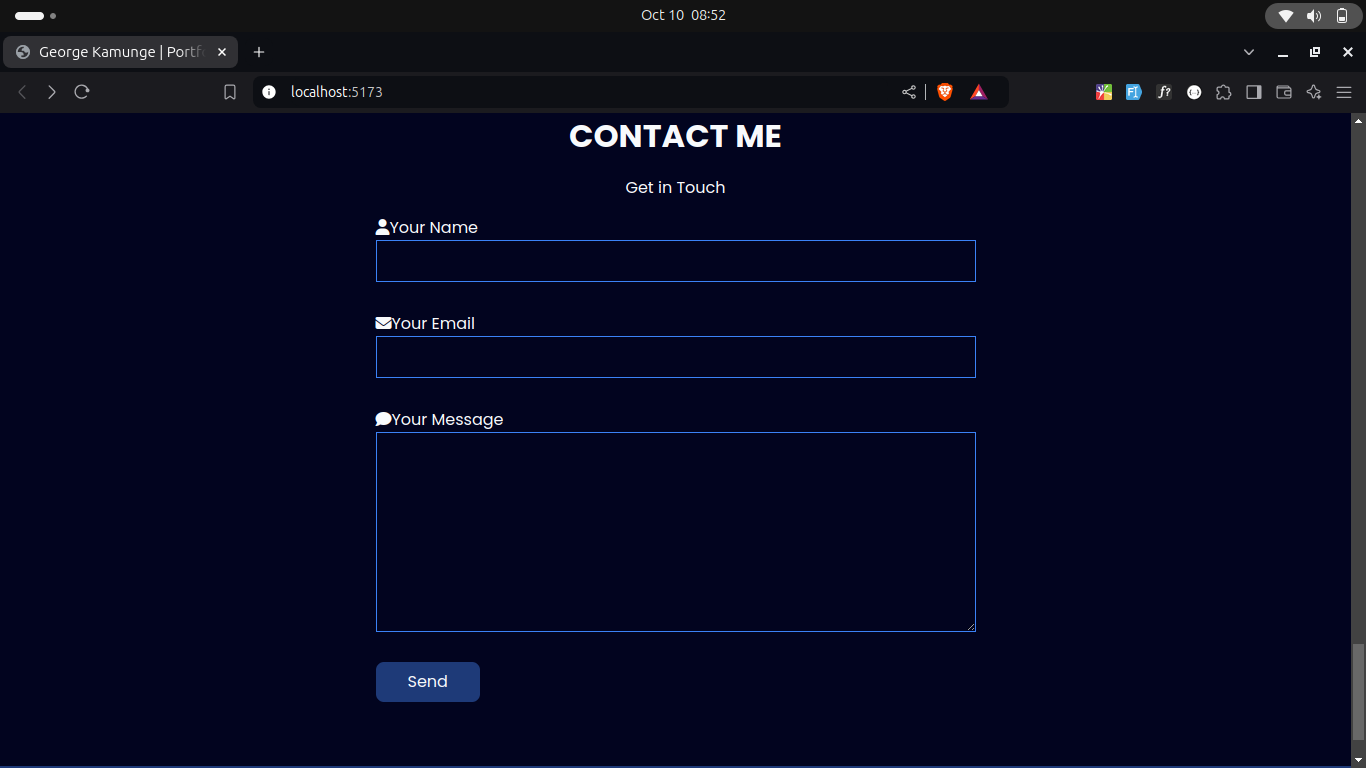 Oct 10 08:52
George Kamunge | Portf
localhost:5173
CONTACT ME
Get in Touch
Your Name
Your Email
Your Message
Send